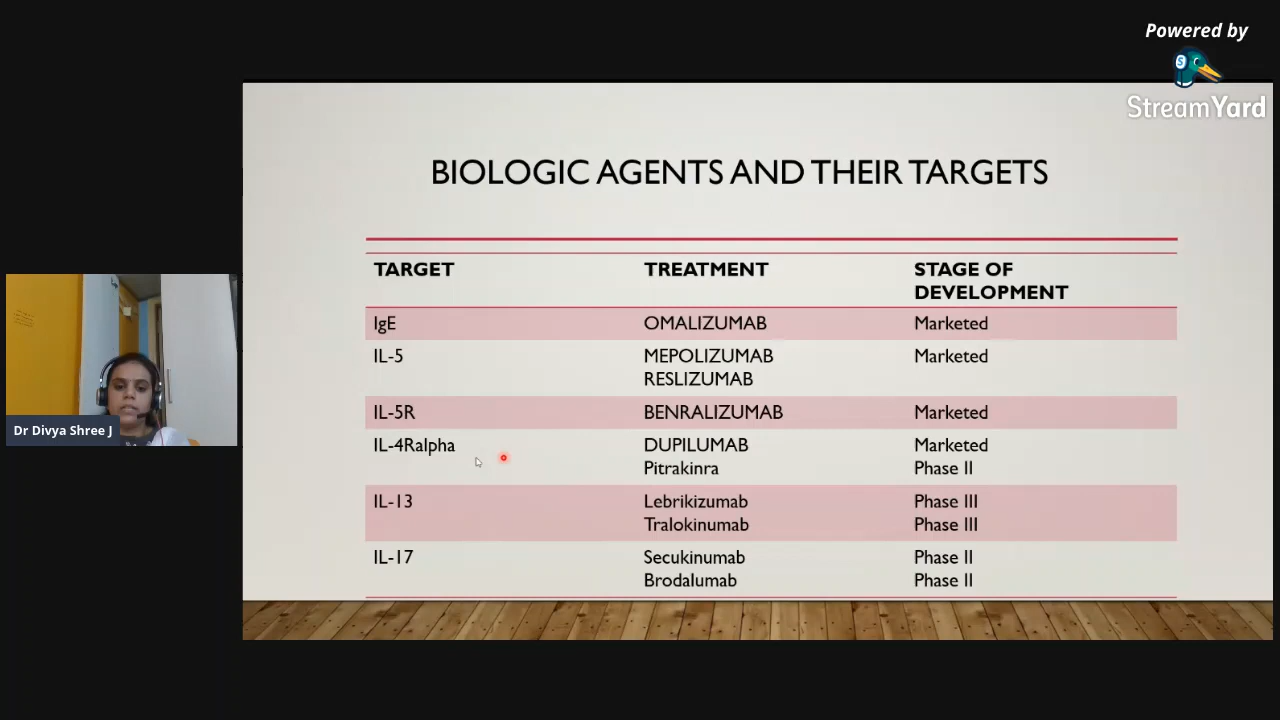 Powered by
StreamYard
BIOLOGIC AGENTS AND THEIR TARGETS
TARGET TREATMENT STAGE OF DEVELOPMENT
IgE OMALIZUMAB Marketed
IL-5 MEPOLIZUMAB Marketed
RESLIZUMAB
IL-5R BENRALIZUMAB Marketed
IL-4Ralpha DUPILUMAB Marketed
Pitrakinra Phase II
IL-13 Lebrikizumab Phase III
Tralokinumab Phase III
IL-17 Secukinumab Phase II
Brodalumab Phase II
Dr Divya Shree J